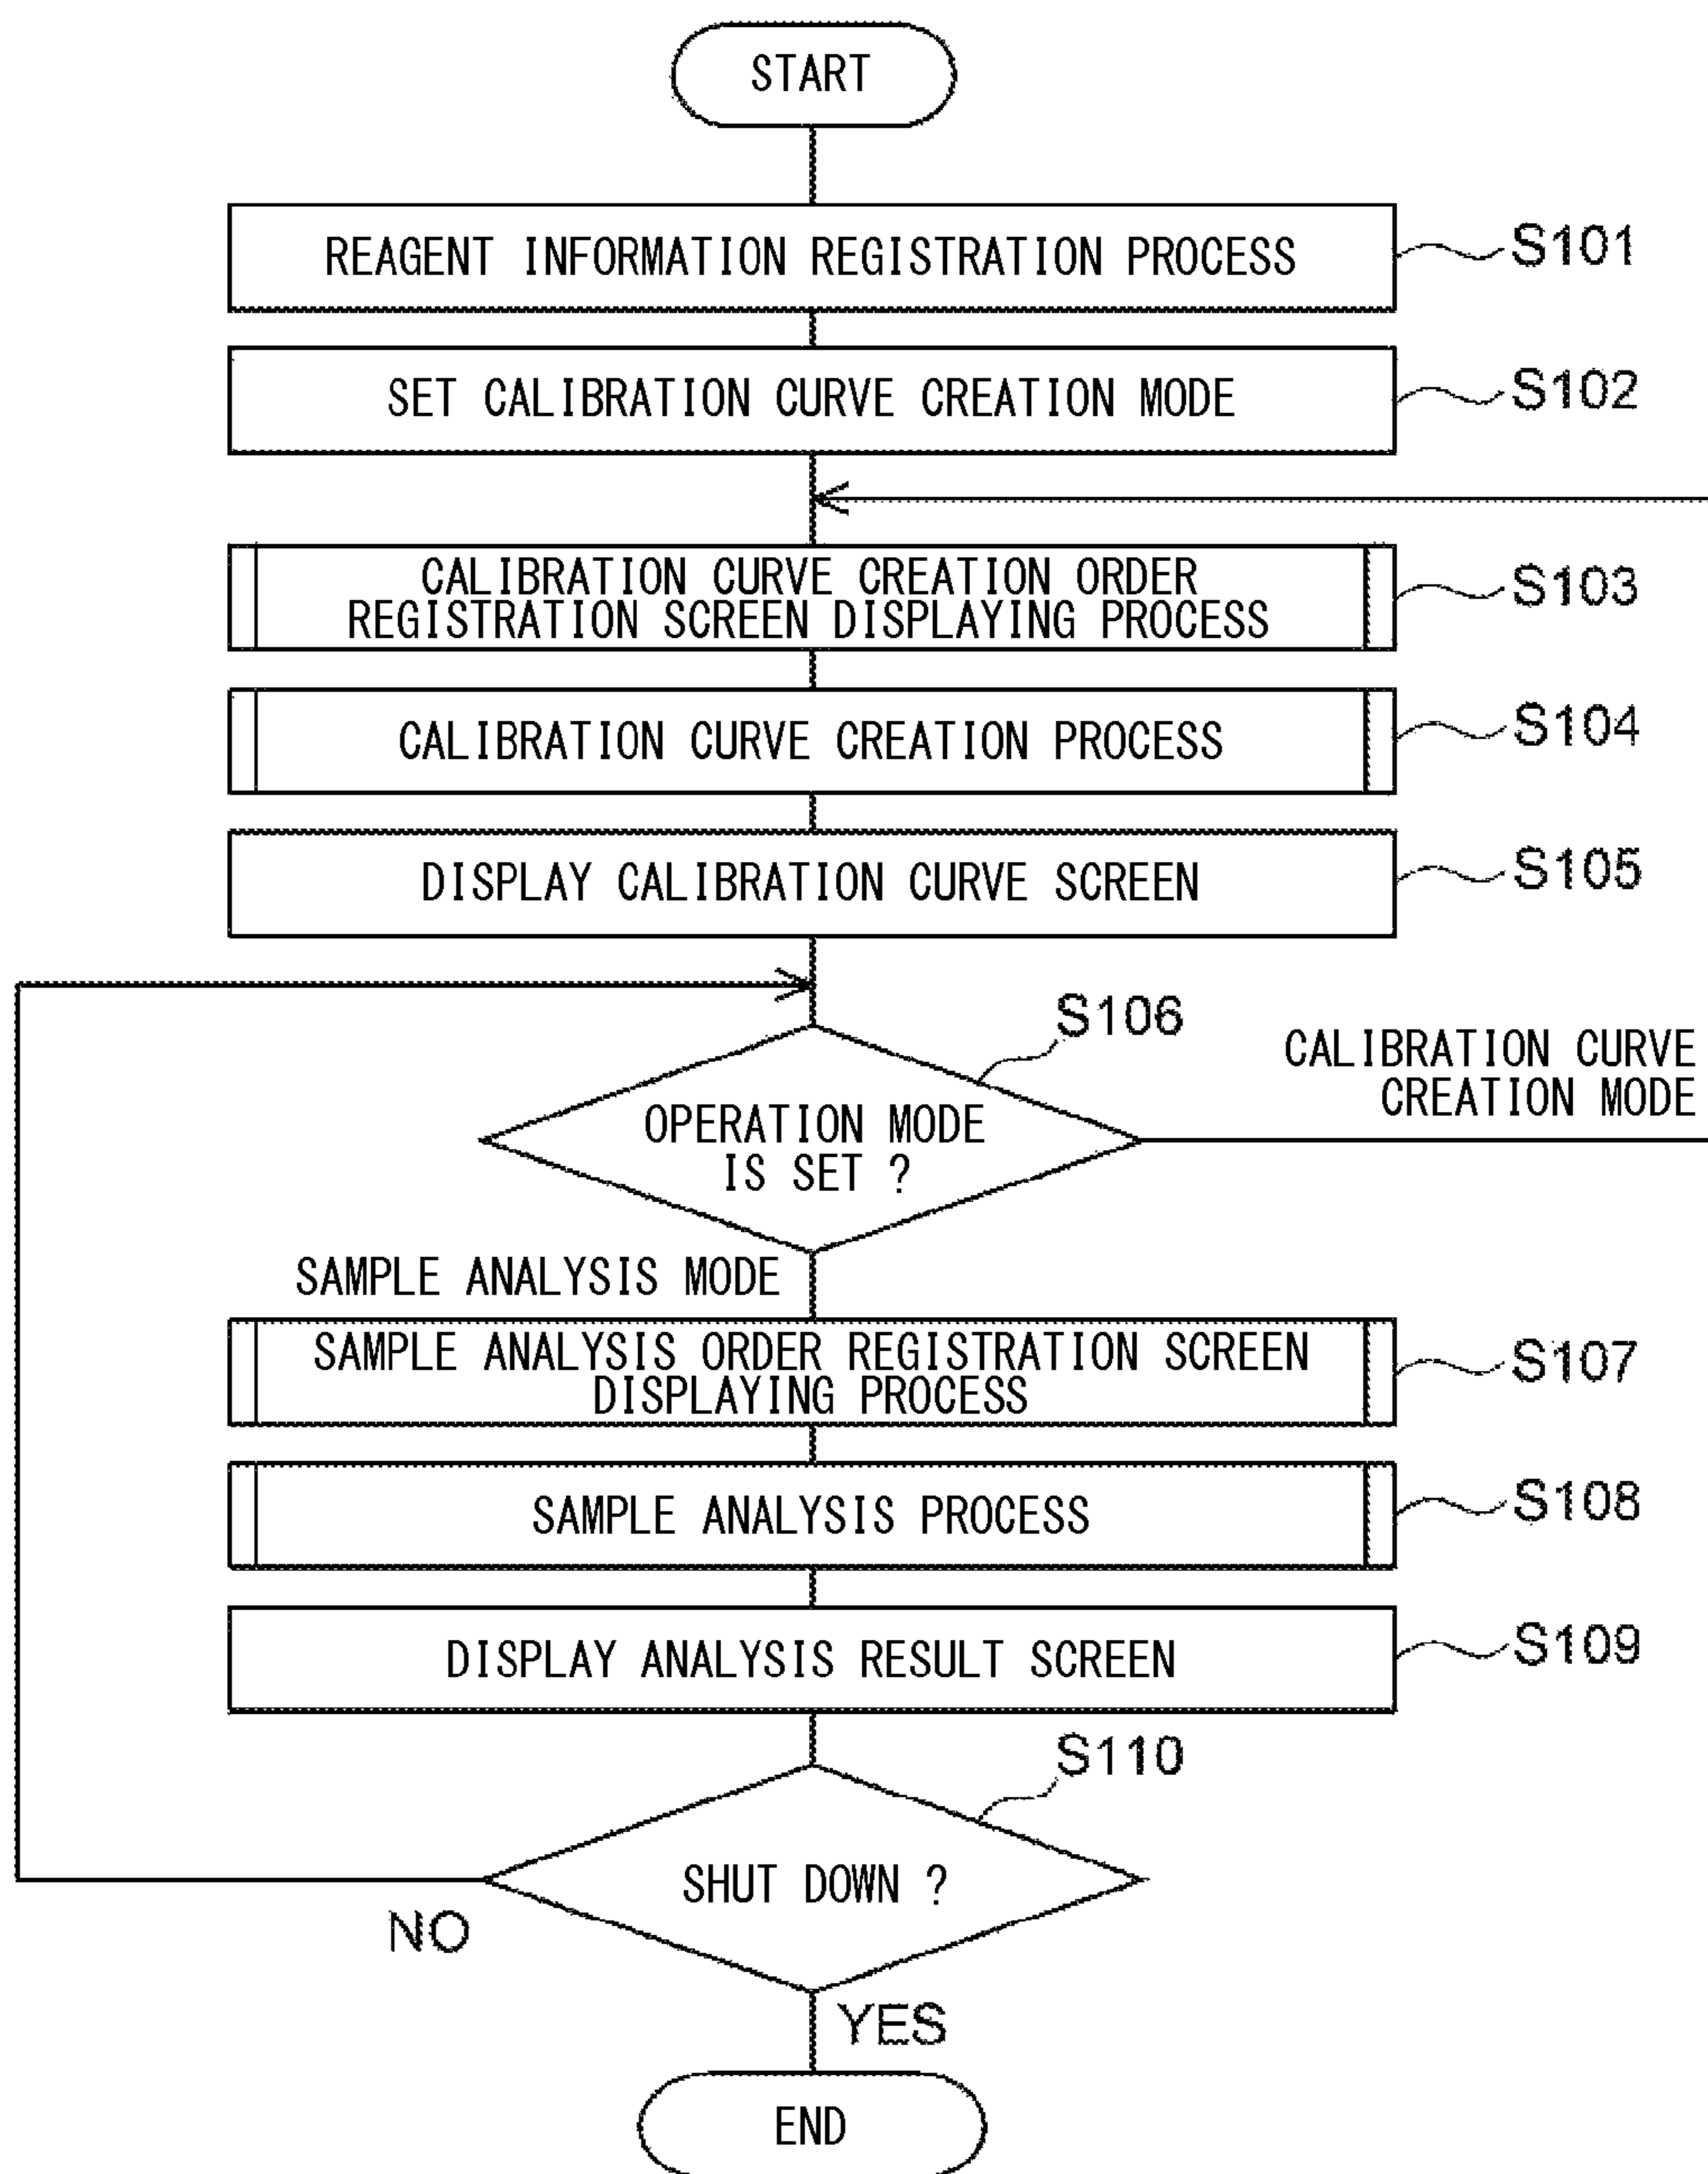 START
REAGENT INFORMATION REGISTRATION PROCESS
S101
SET CALIBRATION CURVE CREATION MODE
S102
CALIBRATION CURVE CREATION ORDER
REGISTRATION SCREEN DISPLAYING PROCESS
S103
CALIBRATION CURVE CREATION PROCESS
S104
DISPLAY CALIBRATION CURVE SCREEN
S105
S106
OPERATION MODE
IS SET ?
CALIBRATION CURVE
CREATION MODE
SAMPLE ANALYSIS MODE
SAMPLE ANALYSIS ORDER REGISTRATION SCREEN
DISPLAYING PROCESS
S107
SAMPLE ANALYSIS PROCESS
S108
DISPLAY ANALYSIS RESULT SCREEN
S109
S110
SHUT DOWN ?
NO
YES
END